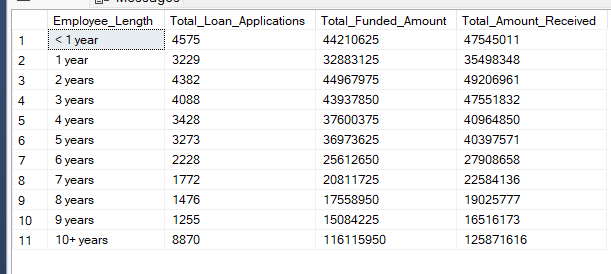 Messages
Employee_Length Total_Loan_Applications Total_Funded_Amount Total_Amount_Received
1 < 1 year 4575 44210625 47545011
2 1 year 3229 32883125 35498348
3 2 years 4382 44967975 49206961
4 3 years 4088 43937850 47551832
5 4 years 3428 37600375 40964850
6 5 years 3273 36973625 40397571
7 6 years 2228 25612650 27908658
8 7 years 1772 20811725 22584136
9 8 years 1476 17558950 19025777
10 9 years 1255 15084225 16516173
11 10+ years 8870 116115950 125871616